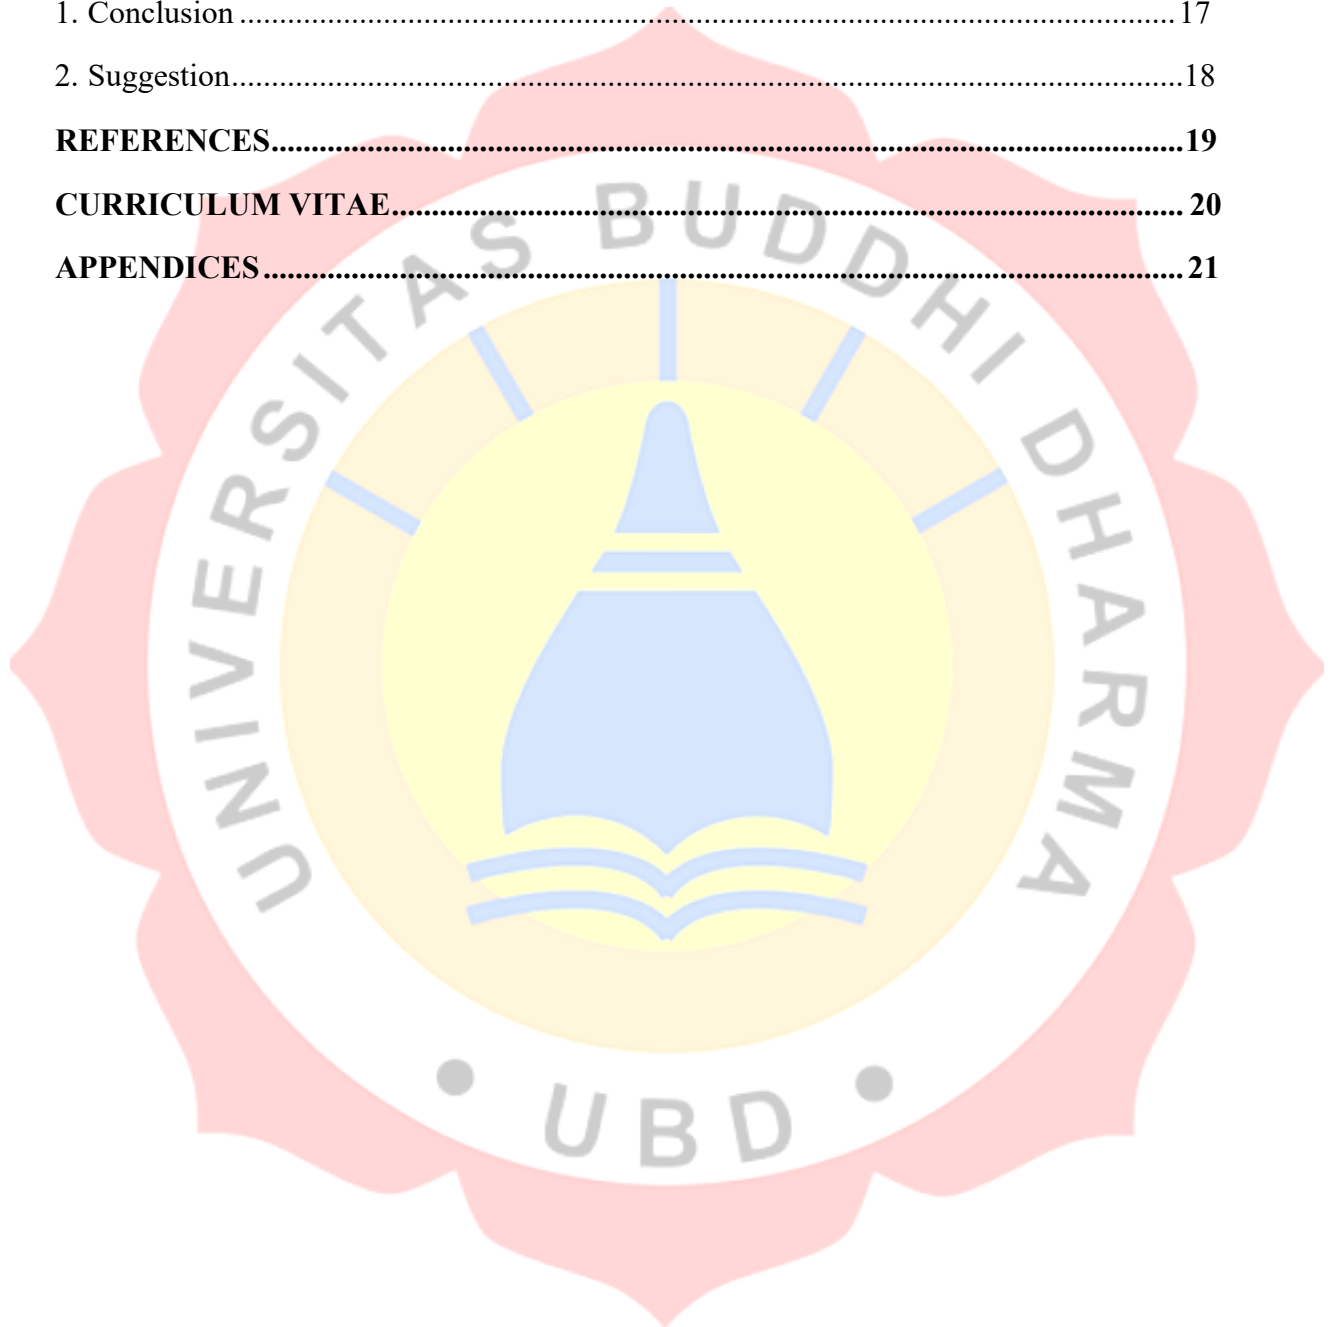 1. Conclusion ........................................................................................................................ 17
2. Suggestion........................................................................................................................18
REFERENCES...................................................................................................................19
CURRICULUM VITAE.................................................................................................... 20
APPENDICES .................................................................................................................... 21
UNIVERSITAS BUDDHI DHARMA
• UBD •